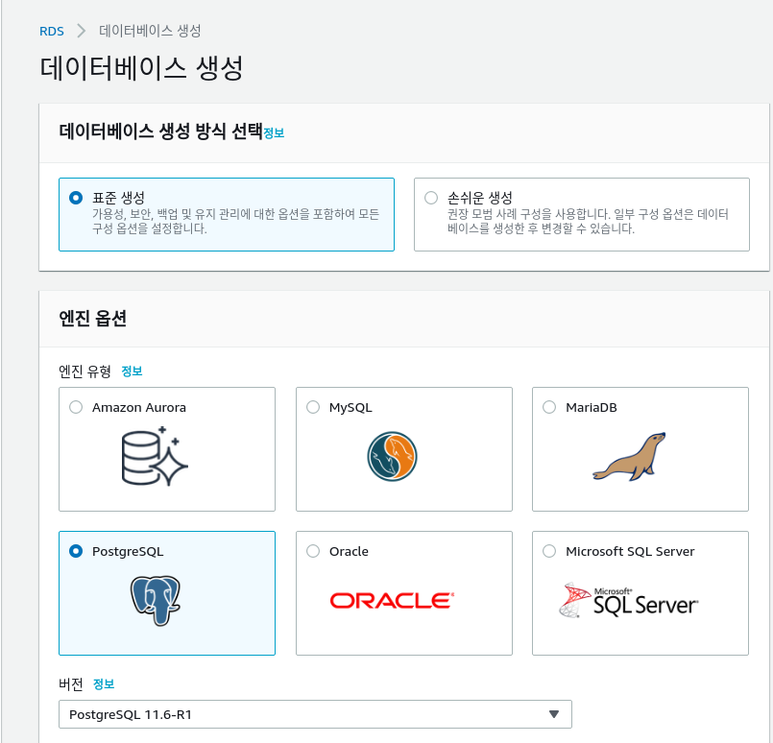 RDS > 데이터베이스 생성
데이터베이스 생성
데이터베이스 생성 방식 선택 정보
표준 생성
가용성, 보안, 백업 및 유지 관리에 대한 옵션을 포함하여 모든
구성 옵션을 설정합니다.
손쉬운 생성
권장 모범 사례 구성을 사용합니다. 일부 구성 옵션은 데이터
베이스를 생성한 후 변경할 수 있습니다.
엔진 옵션
엔진 유형 정보
Amazon Aurora
MySQL
MariaDB
PostgreSQL
Oracle
ORACLE
Microsoft SQL Server
Microsoft®
SQL Server
버전 정보
PostgreSQL 11.6-R1